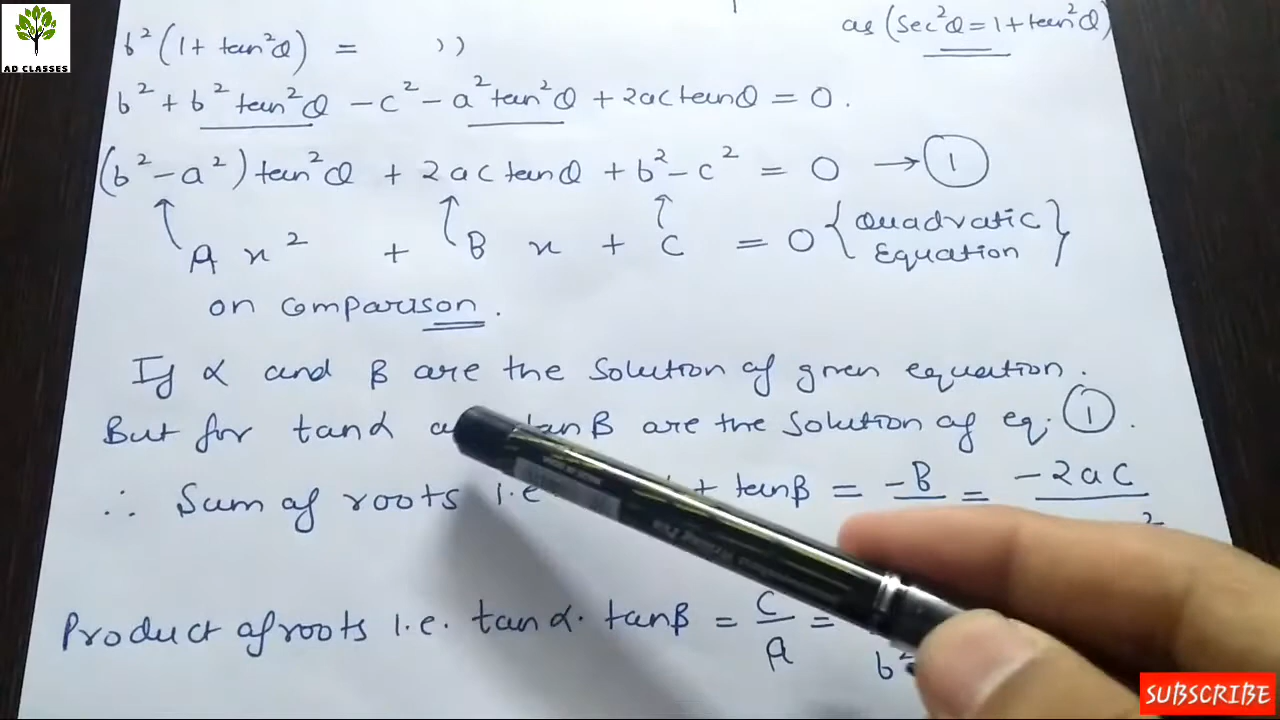 AD CLASSES
as (Sec²θ = 1 + tan²θ)
b² (1 + tan²θ) = ,,
b² + b² tan²θ - c² - a² tan²θ + 2ac tanθ = 0.
(b² - a²) tan²θ + 2ac tanθ + b² - c² = 0 → ①
A x² + B x + C = 0 { Quadratic
Equation }
on comparison.
If α and β are the solution of given equation.
But for tanα tanβ are the solution of eq. ①.
∴ Sum of roots i.e + tanβ = -B = -2ac
Product of roots i.e. tanα. tanβ = C/A = b²
SUBSCRIBE